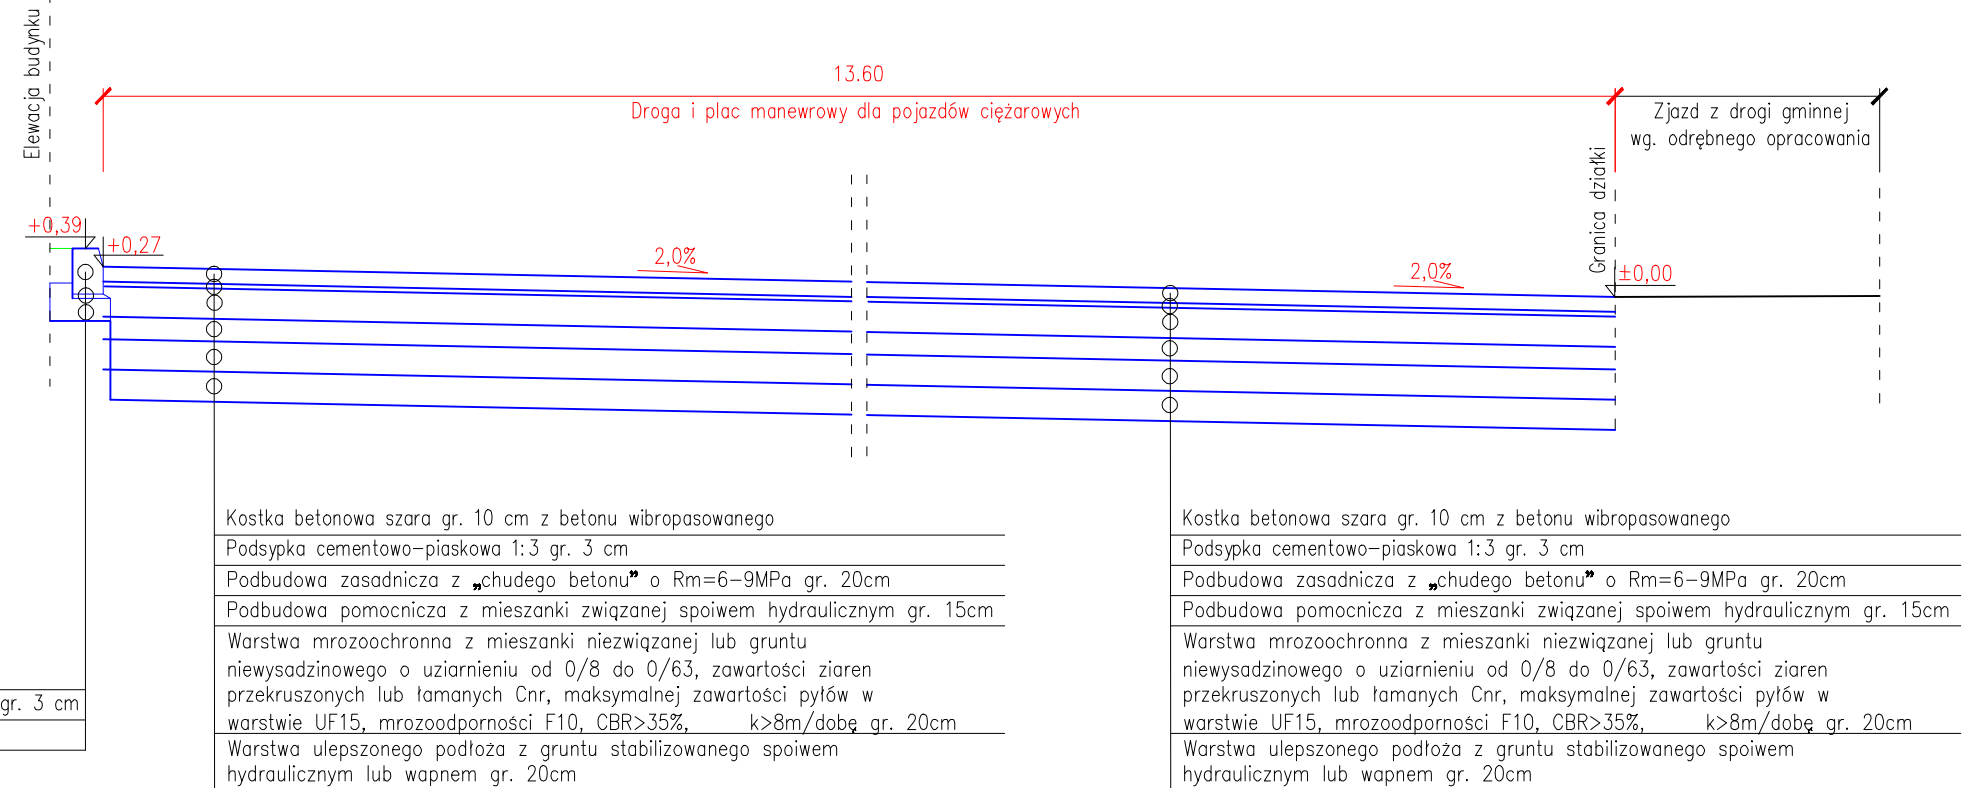 Elewacja budynku
13.60
Droga i plac manewrowy dla pojazdów ciężarowych
Zjazd z drogi gminnej
wg. odrębnego opracowania
Granica działki
+0,39
+0,27
2,0%
2,0%
±0,00
Kostka betonowa szara gr. 10 cm z betonu wibropasowanego
Podsypka cementowo-piaskowa 1:3 gr. 3 cm
Podbudowa zasadnicza z „chudego betonu” o Rm=6-9MPa gr. 20cm
Podbudowa pomocnicza z mieszanki związanej spoiwem hydraulicznym gr. 15cm
Warstwa mrozoochronna z mieszanki niezwiązanej lub gruntu
niewysadzinowego o uziarnieniu od 0/8 do 0/63, zawartości ziaren
przekruszonych lub łamanych Cnr, maksymalnej zawartości pyłów w
warstwie UF15, mrozoodporności F10, CBR>35%, k>8m/dobę gr. 20cm
Warstwa ulepszonego podłoża z gruntu stabilizowanego spoiwem
hydraulicznym lub wapnem gr. 20cm
Kostka betonowa szara gr. 10 cm z betonu wibropasowanego
Podsypka cementowo-piaskowa 1:3 gr. 3 cm
Podbudowa zasadnicza z „chudego betonu” o Rm=6-9MPa gr. 20cm
Podbudowa pomocnicza z mieszanki związanej spoiwem hydraulicznym gr. 15cm
Warstwa mrozoochronna z mieszanki niezwiązanej lub gruntu
niewysadzinowego o uziarnieniu od 0/8 do 0/63, zawartości ziaren
przekruszonych lub łamanych Cnr, maksymalnej zawartości pyłów w
warstwie UF15, mrozoodporności F10, CBR>35%, k>8m/dobę gr. 20cm
Warstwa ulepszonego podłoża z gruntu stabilizowanego spoiwem
hydraulicznym lub wapnem gr. 20cm
gr. 3 cm